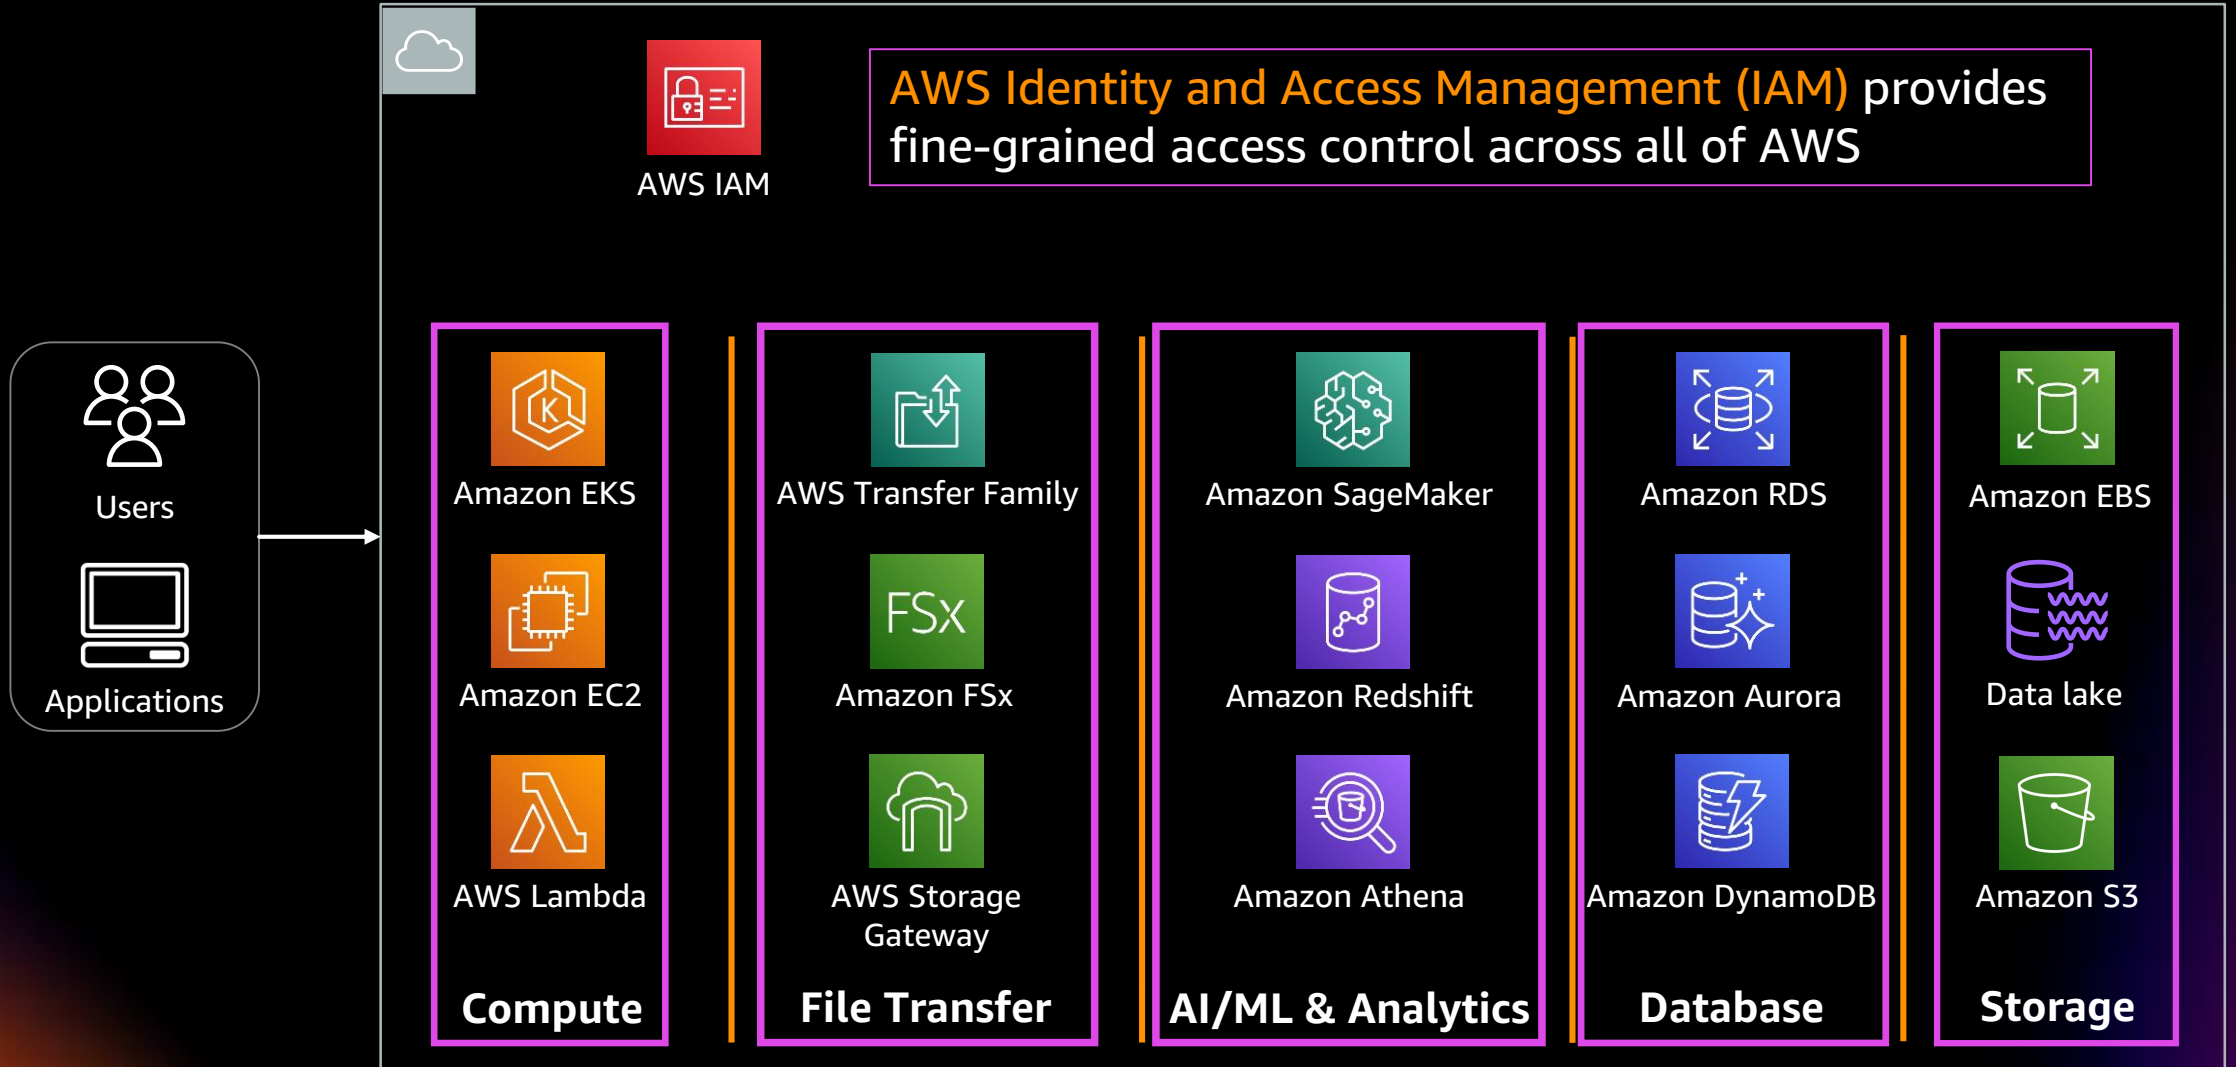 AWS IAM
AWS Identity and Access Management (IAM) provides
fine-grained access control across all of AWS
Users
Applications
K
Amazon EKS
Amazon EC2
AWS Lambda
Compute
AWS Transfer Family
FSx
Amazon FSx
AWS Storage
Gateway
File Transfer
Amazon SageMaker
Amazon Redshift
Amazon Athena
AI/ML & Analytics
Amazon RDS
Amazon Aurora
Amazon DynamoDB
Database
Amazon EBS
Data lake
Amazon S3
Storage